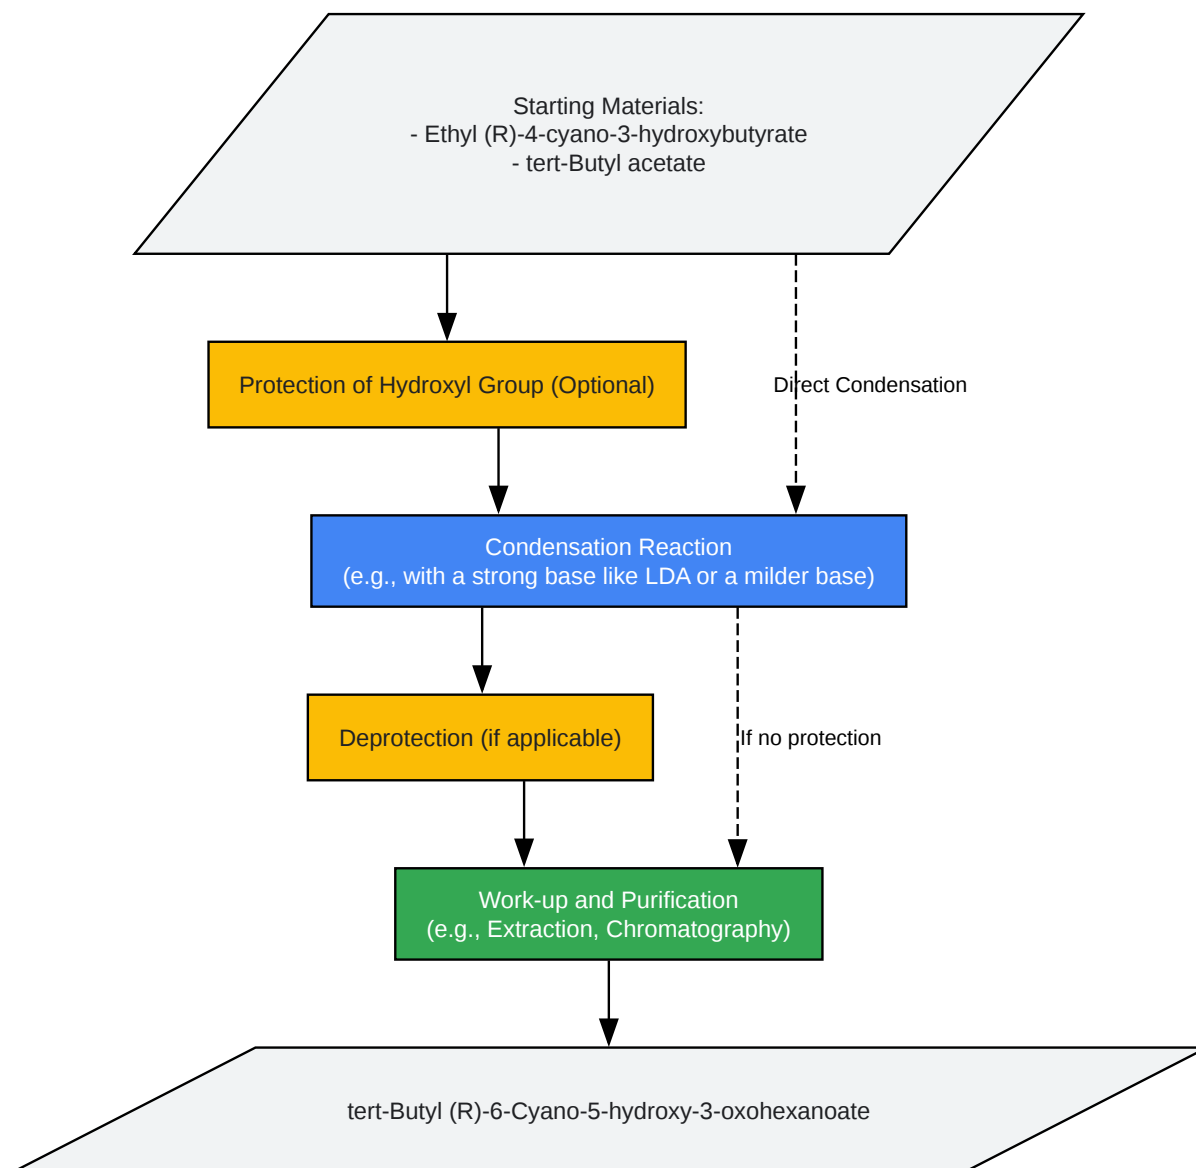 Starting Materials:
- Ethyl (R)-4-cyano-3-hydroxybutyrate
- tert-Butyl acetate
Protection of Hydroxyl Group (Optional)
Direct Condensation
Condensation Reaction
(e.g., with a strong base like LDA or a milder base)
Deprotection (if applicable)
If no protection
Work-up and Purification
(e.g., Extraction, Chromatography)
tert-Butyl (R)-6-Cyano-5-hydroxy-3-oxohexanoate